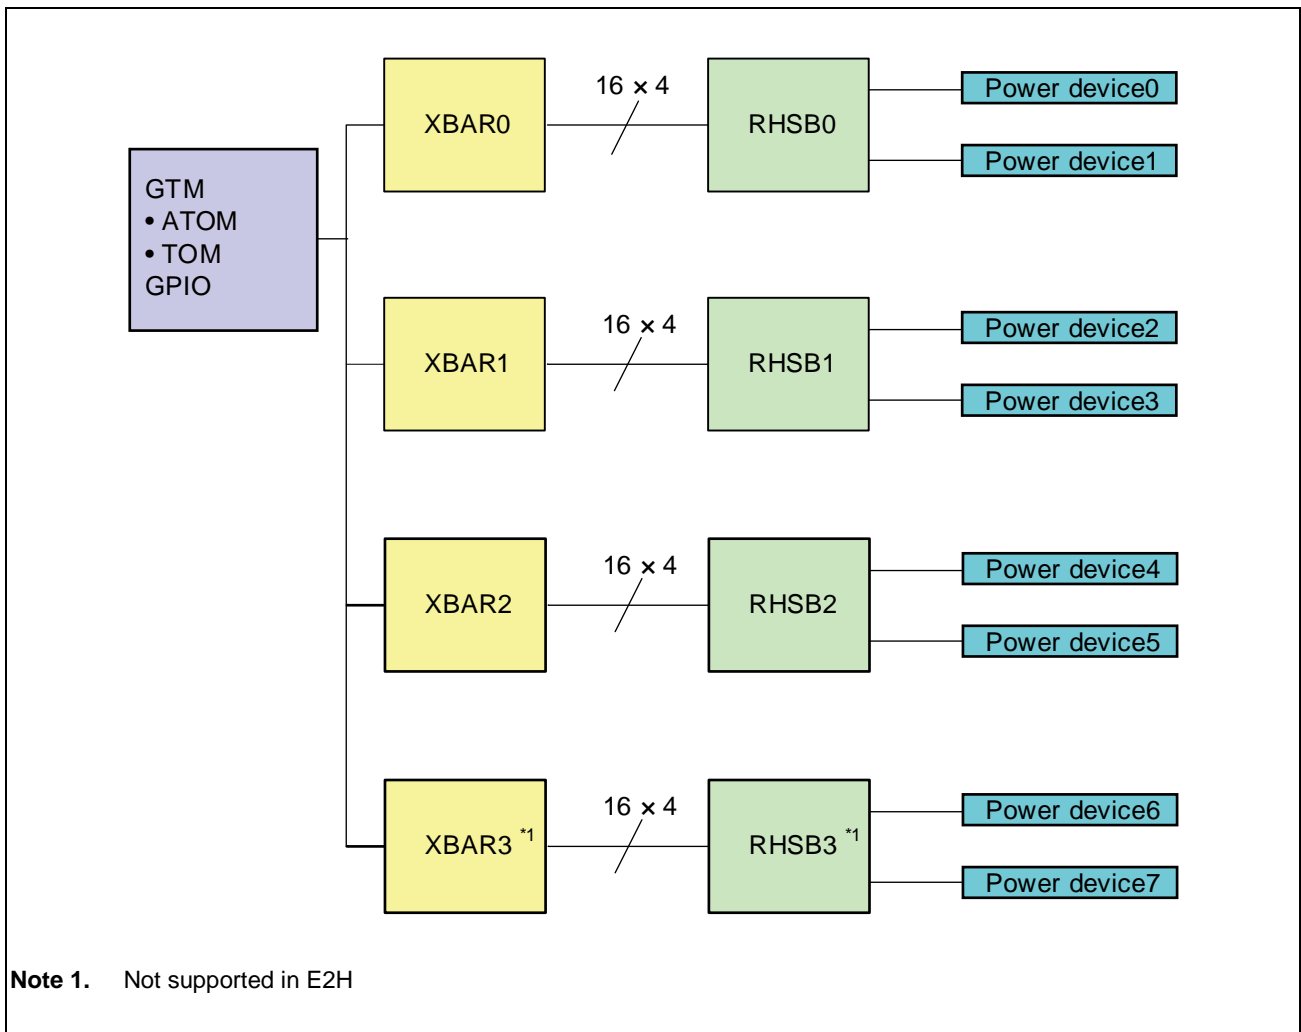 GTM
• ATOM
• TOM
GPIO
XBAR0
16 × 4
RHSB0
Power device0
Power device1
XBAR1
16 × 4
RHSB1
Power device2
Power device3
XBAR2
16 × 4
RHSB2
Power device4
Power device5
XBAR3 *1
16 × 4
RHSB3 *1
Power device6
Power device7
Note 1. Not supported in E2H